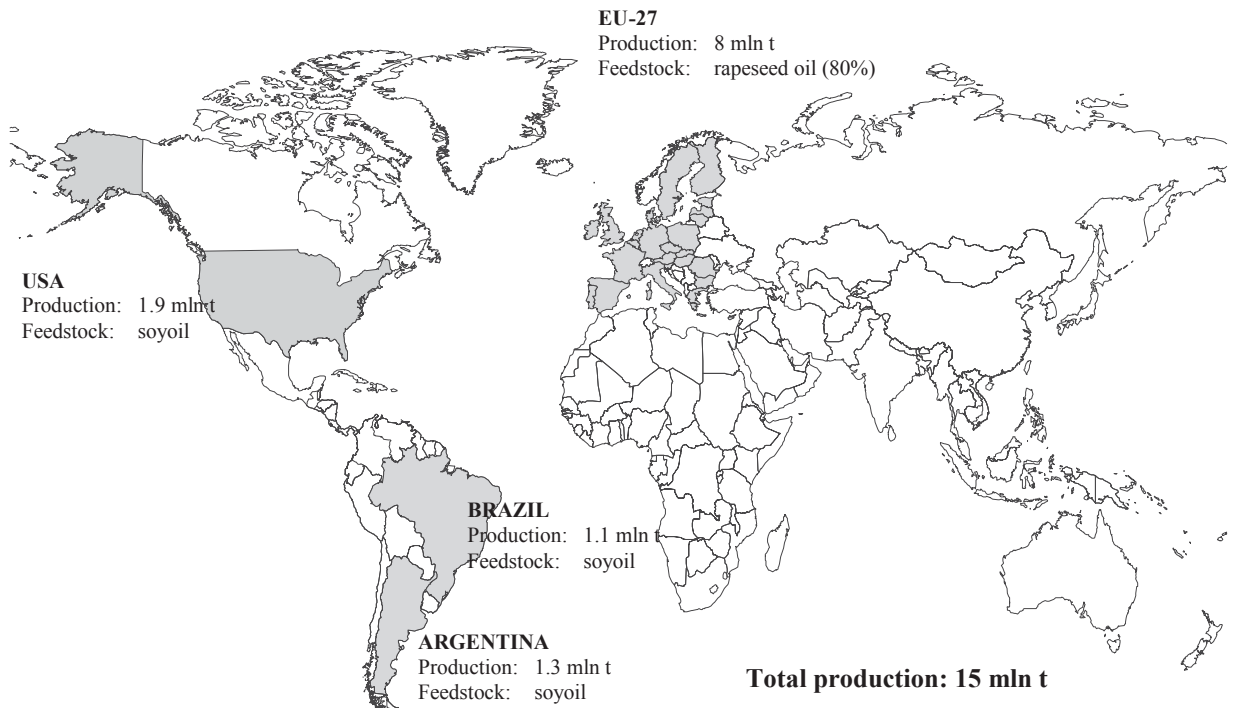 EU-27
Production: 8 mln t
Feedstock: rapeseed oil (80%)
USA
Production: 1.9 mln t
Feedstock: soyoil
BRAZIL
Production: 1.1 mln t
Feedstock: soyoil
ARGENTINA
Production: 1.3 mln t
Feedstock: soyoil
Total production: 15 mln t